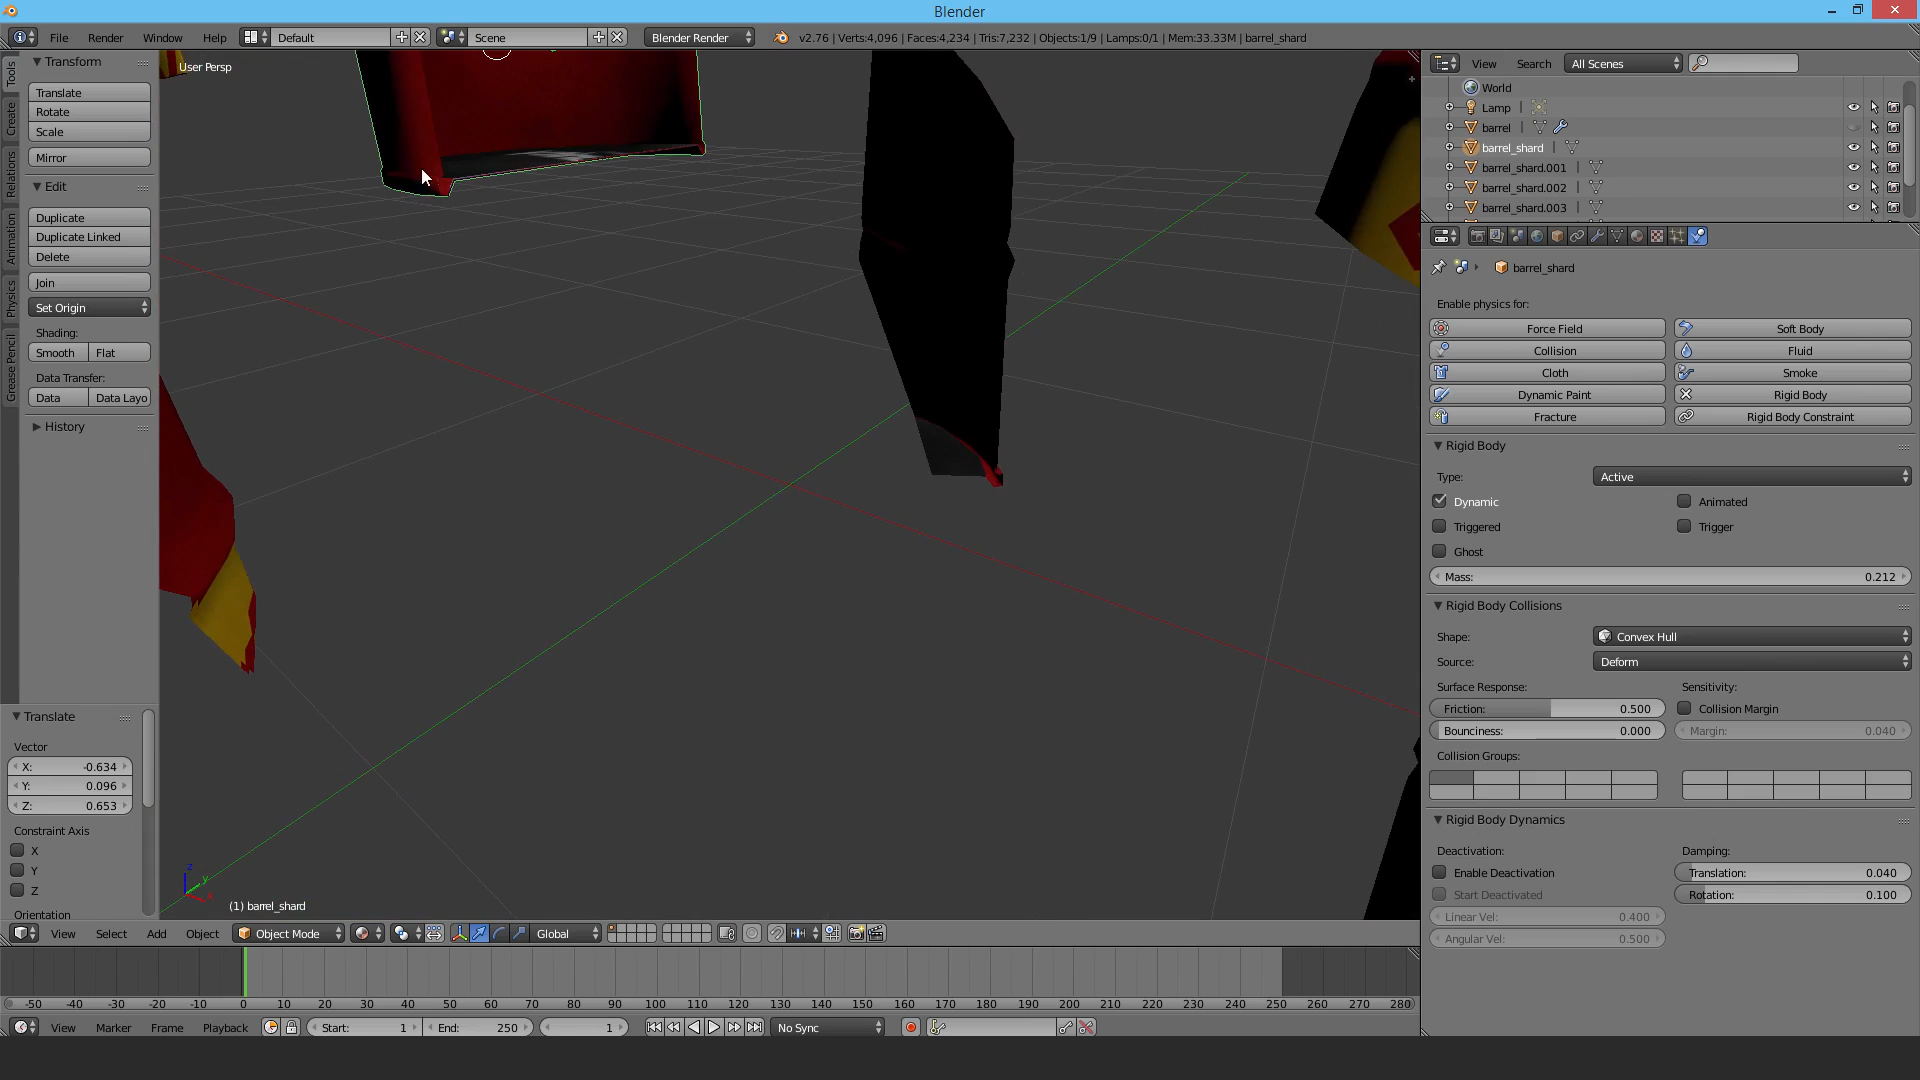 Blender
File Render Window Help Default Scene Blender Render v2.76 | Verts:4,096 | Faces:4,234 | Tris:7,232 | Objects:1/9 | Lamps:0/1 | Mem:33.33M | barrel_shard
Tools
Create
Relations
Animation
Physics
Grease Pencil
Transform
Translate
Rotate
Scale
Mirror
Edit
Duplicate
Duplicate Linked
Delete
Join
Set Origin
Shading:
Smooth Flat
Data Transfer:
Data Data Layo
History
Translate
Vector
X: -0.634
Y: 0.096
Z: 0.653
Constraint Axis
X
Y
Z
Orientation
User Persp
z
y
x
(1) barrel_shard
View Select Add Object Object Mode Global
-50 -40 -30 -20 -10 0 10 20 30 40 50 60 70 80 90 100 110 120 130 140 150 160 170 180 190 200 210 220 230 240 250 260 270 280
View Marker Frame Playback Start: 1 End: 250 1 No Sync
View Search All Scenes
World
Lamp
barrel
barrel_shard
barrel_shard.001
barrel_shard.002
barrel_shard.003
barrel_shard
Enable physics for:
Force Field Soft Body
Collision Fluid
Cloth Smoke
Dynamic Paint Rigid Body
Fracture Rigid Body Constraint
Rigid Body
Type: Active
Dynamic Animated
Triggered Trigger
Ghost
Mass: 0.212
Rigid Body Collisions
Shape: Convex Hull
Source: Deform
Surface Response: Sensitivity:
Friction: 0.500 Collision Margin
Bounciness: 0.000 Margin: 0.040
Collision Groups:
Rigid Body Dynamics
Deactivation: Damping:
Enable Deactivation Translation: 0.040
Start Deactivated Rotation: 0.100
Linear Vel: 0.400
Angular Vel: 0.500